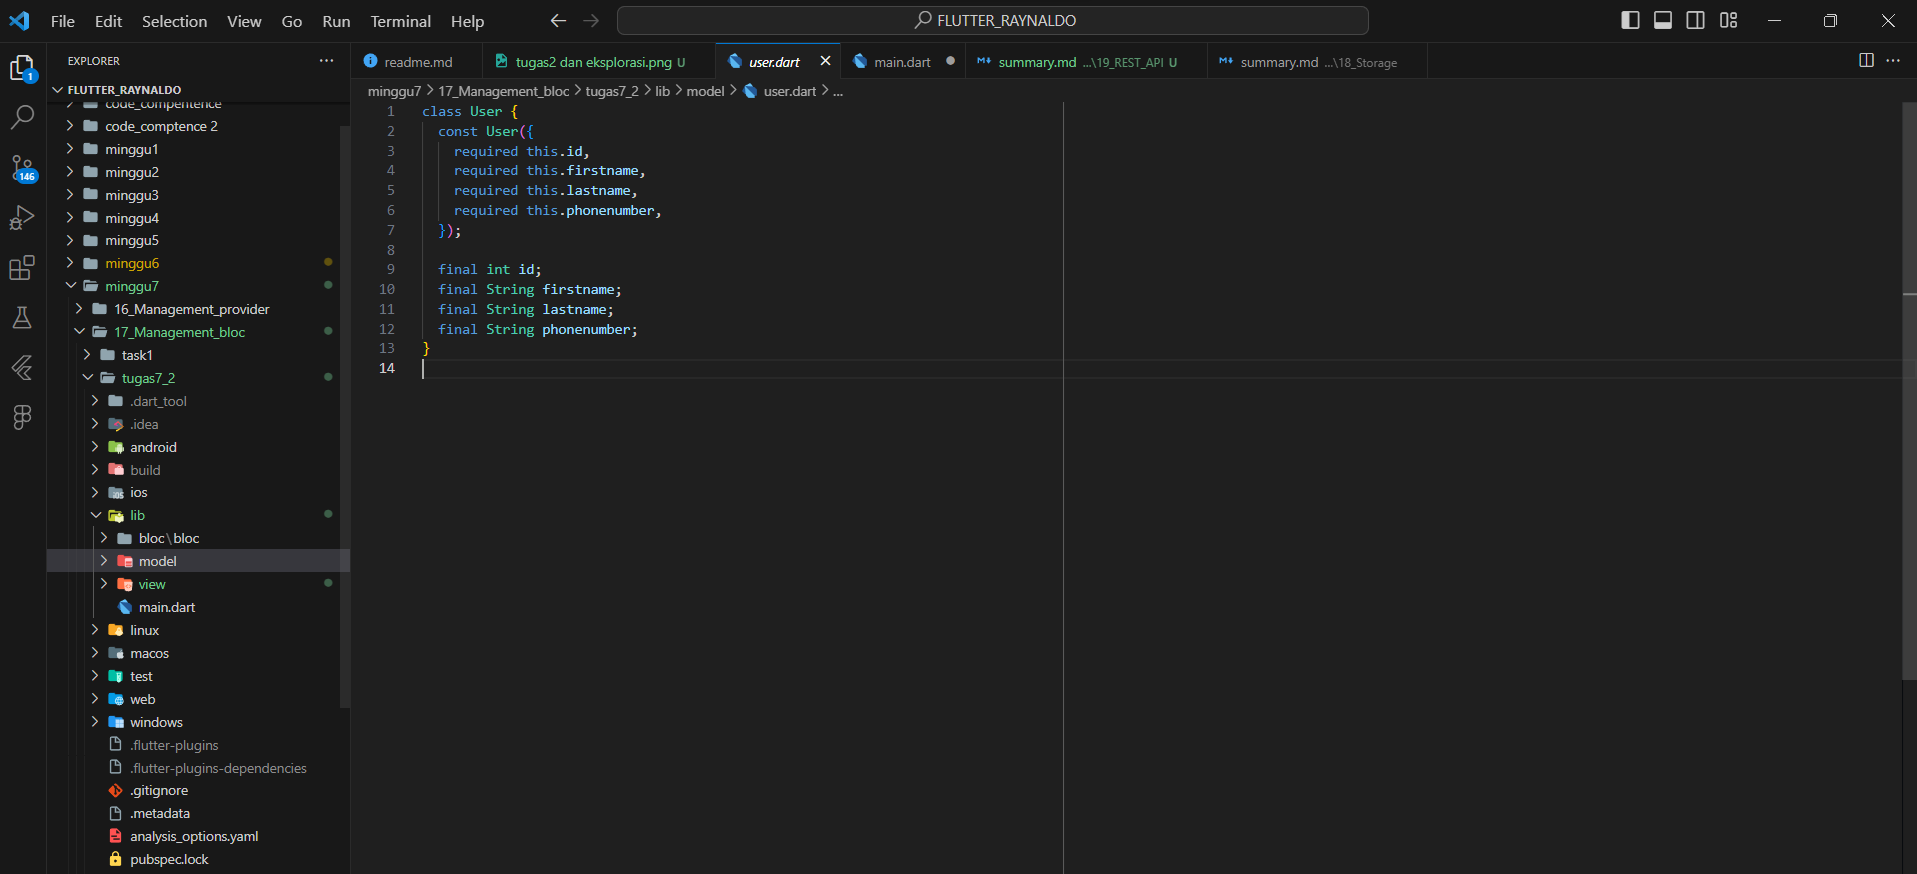 File Edit Selection View Go Run Terminal Help
FLUTTER_RAYNALDO
EXPLORER
FLUTTER_RAYNALDO
code_compentence
code_comptence 2
minggu1
minggu2
minggu3
minggu4
minggu5
minggu6
minggu7
16_Management_provider
17_Management_bloc
task1
tugas7_2
.dart_tool
.idea
android
build
ios
lib
bloc\bloc
model
view
main.dart
linux
macos
test
web
windows
.flutter-plugins
.flutter-plugins-dependencies
.gitignore
.metadata
analysis_options.yaml
pubspec.lock
1
146
readme.md
tugas2 dan eksplorasi.png U
user.dart
main.dart
summary.md ...\19_REST_API U
summary.md ...\18_Storage
minggu7 > 17_Management_bloc > tugas7_2 > lib > model > user.dart > ...
1 class User {
2 const User({
3 required this.id,
4 required this.firstname,
5 required this.lastname,
6 required this.phonenumber,
7 });
8
9 final int id;
10 final String firstname;
11 final String lastname;
12 final String phonenumber;
13 }
14